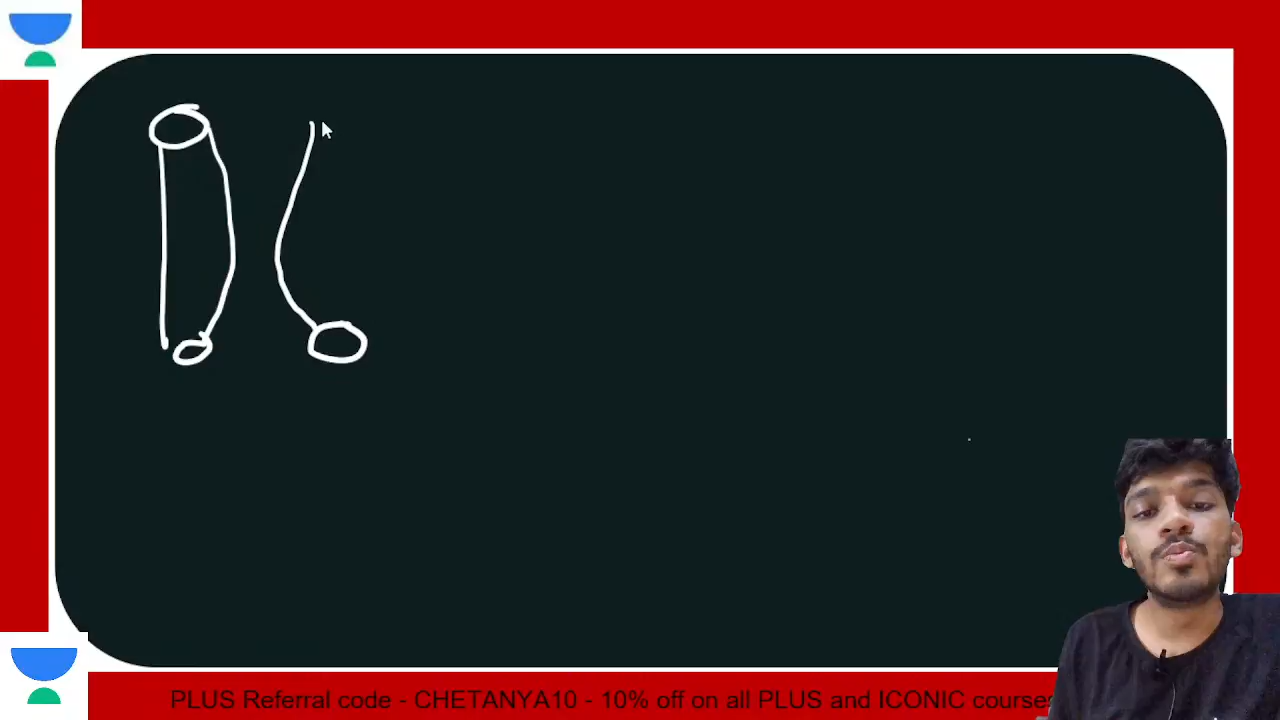 PLUS Referral code - CHETANYA10 - 10% off on all PLUS and ICONIC courses